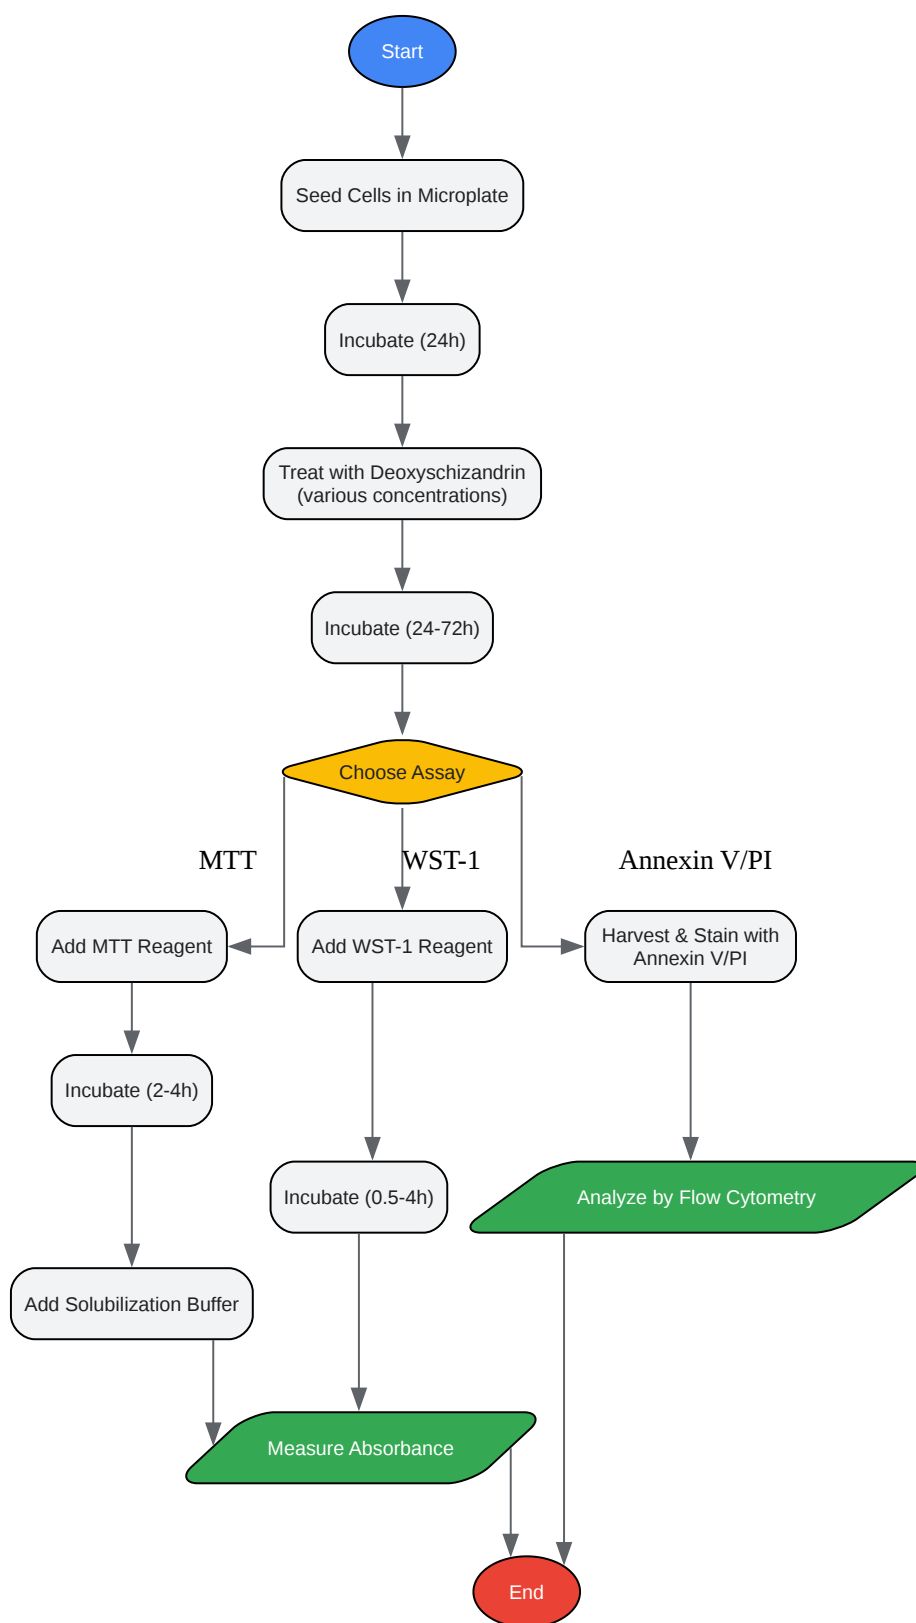 Start
Seed Cells in Microplate
Incubate (24h)
Treat with Deoxyschizandrin
(various concentrations)
Incubate (24-72h)
Choose Assay
MTT
WST-1
Annexin V/PI
Add MTT Reagent
Add WST-1 Reagent
Harvest & Stain with
Annexin V/PI
Incubate (2-4h)
Incubate (0.5-4h)
Analyze by Flow Cytometry
Add Solubilization Buffer
Measure Absorbance
End